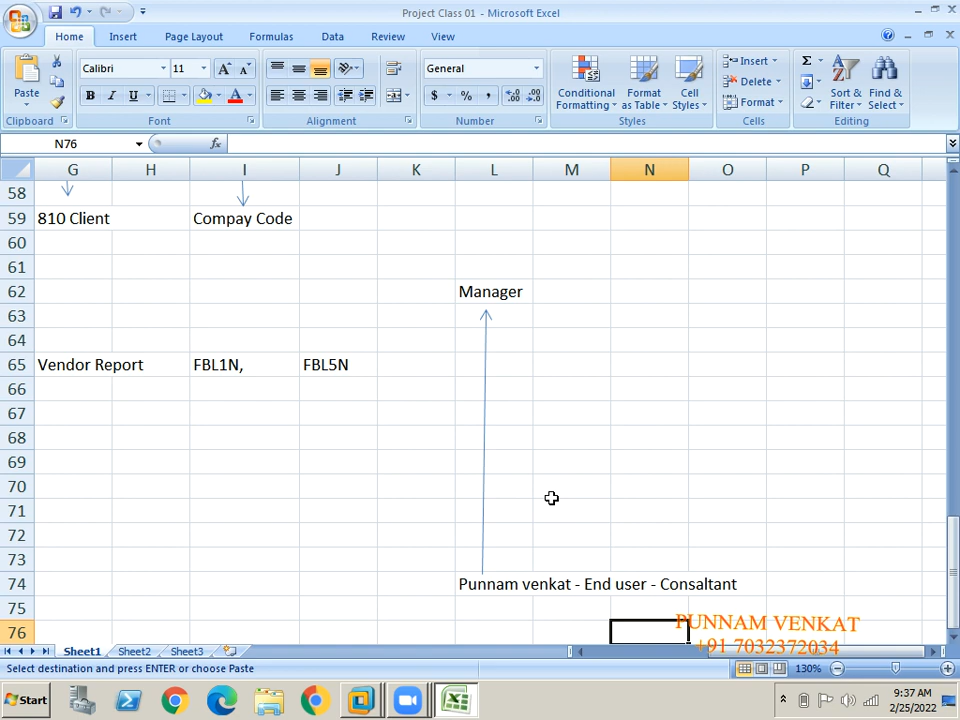 Project Class 01 - Microsoft Excel
Home Insert Page Layout Formulas Data Review View
Paste
Calibri 11
General
Conditional Formatting
Format as Table
Cell Styles
Insert
Delete
Format
Sort & Filter
Find & Select
Clipboard Font Alignment Number Styles Cells Editing
N76 fx
G H I J K L M N O P Q
58
59 810 Client Compay Code
60
61
62 Manager
63
64
65 Vendor Report FBL1N, FBL5N
66
67
68
69
70
71
72
73
74 Punnam venkat - End user - Consaltant
75
76
PUNNAM VENKAT
+91 7032372034
Sheet1 Sheet2 Sheet3
Select destination and press ENTER or choose Paste 130%
Start
9:37 AM
2/25/2022